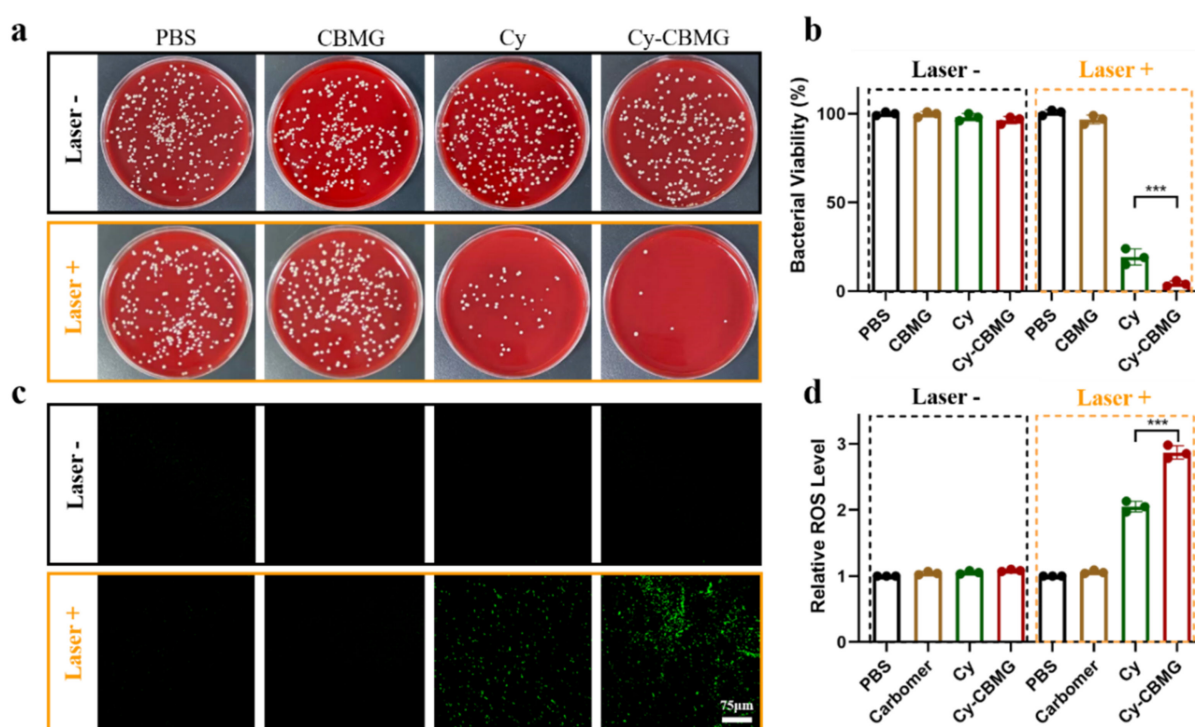 a
PBS CBMG Cy Cy-CBMG
Laser -
Laser +
b
Laser - Laser +
Bacterial Viability (%)
100
50
0
***
PBS CBMG Cy Cy-CBMG PBS CBMG Cy Cy-CBMG
c
Laser -
Laser +
75μm
d
Laser - Laser +
Relative ROS Level
3
2
1
0
***
PBS Carbomer Cy Cy-CBMG PBS Carbomer Cy Cy-CBMG